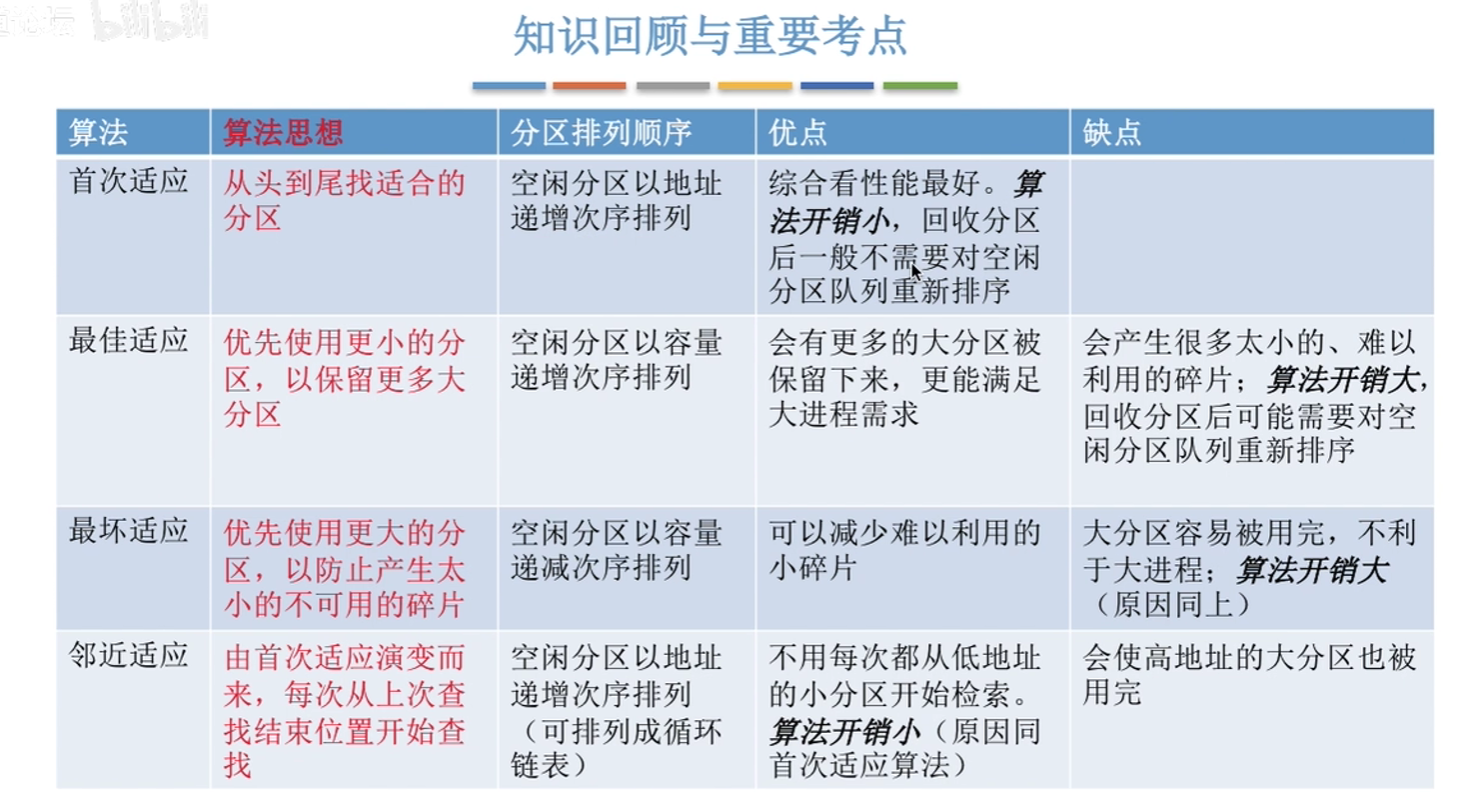 知识回顾与重要考点
算法
算法思想
分区排列顺序
优点
缺点
首次适应
从头到尾找适合的
分区
空闲分区以地址
递增次序排列
综合看性能最好。算
法开销小，回收分区
后一般不需要对空闲
分区队列重新排序
最佳适应
优先使用更小的分
区，以保留更多大
分区
空闲分区以容量
递增次序排列
会有更多的大分区被
保留下来，更能满足
大进程需求
会产生很多太小的、难以
利用的碎片；算法开销大，
回收分区后可能需要对空
闲分区队列重新排序
最坏适应
优先使用更大的分
区，以防止产生太
小的不可用的碎片
空闲分区以容量
递减次序排列
可以减少难以利用的
小碎片
大分区容易被用完，不利
于大进程；算法开销大
（原因同上）
邻近适应
由首次适应演变而
来，每次从上次查
找结束位置开始查
找
空闲分区以地址
递增次序排列
（可排列成循环
链表）
不用每次都从低地址
的小分区开始检索。
算法开销小（原因同
首次适应算法）
会使高地址的大分区也被
用完